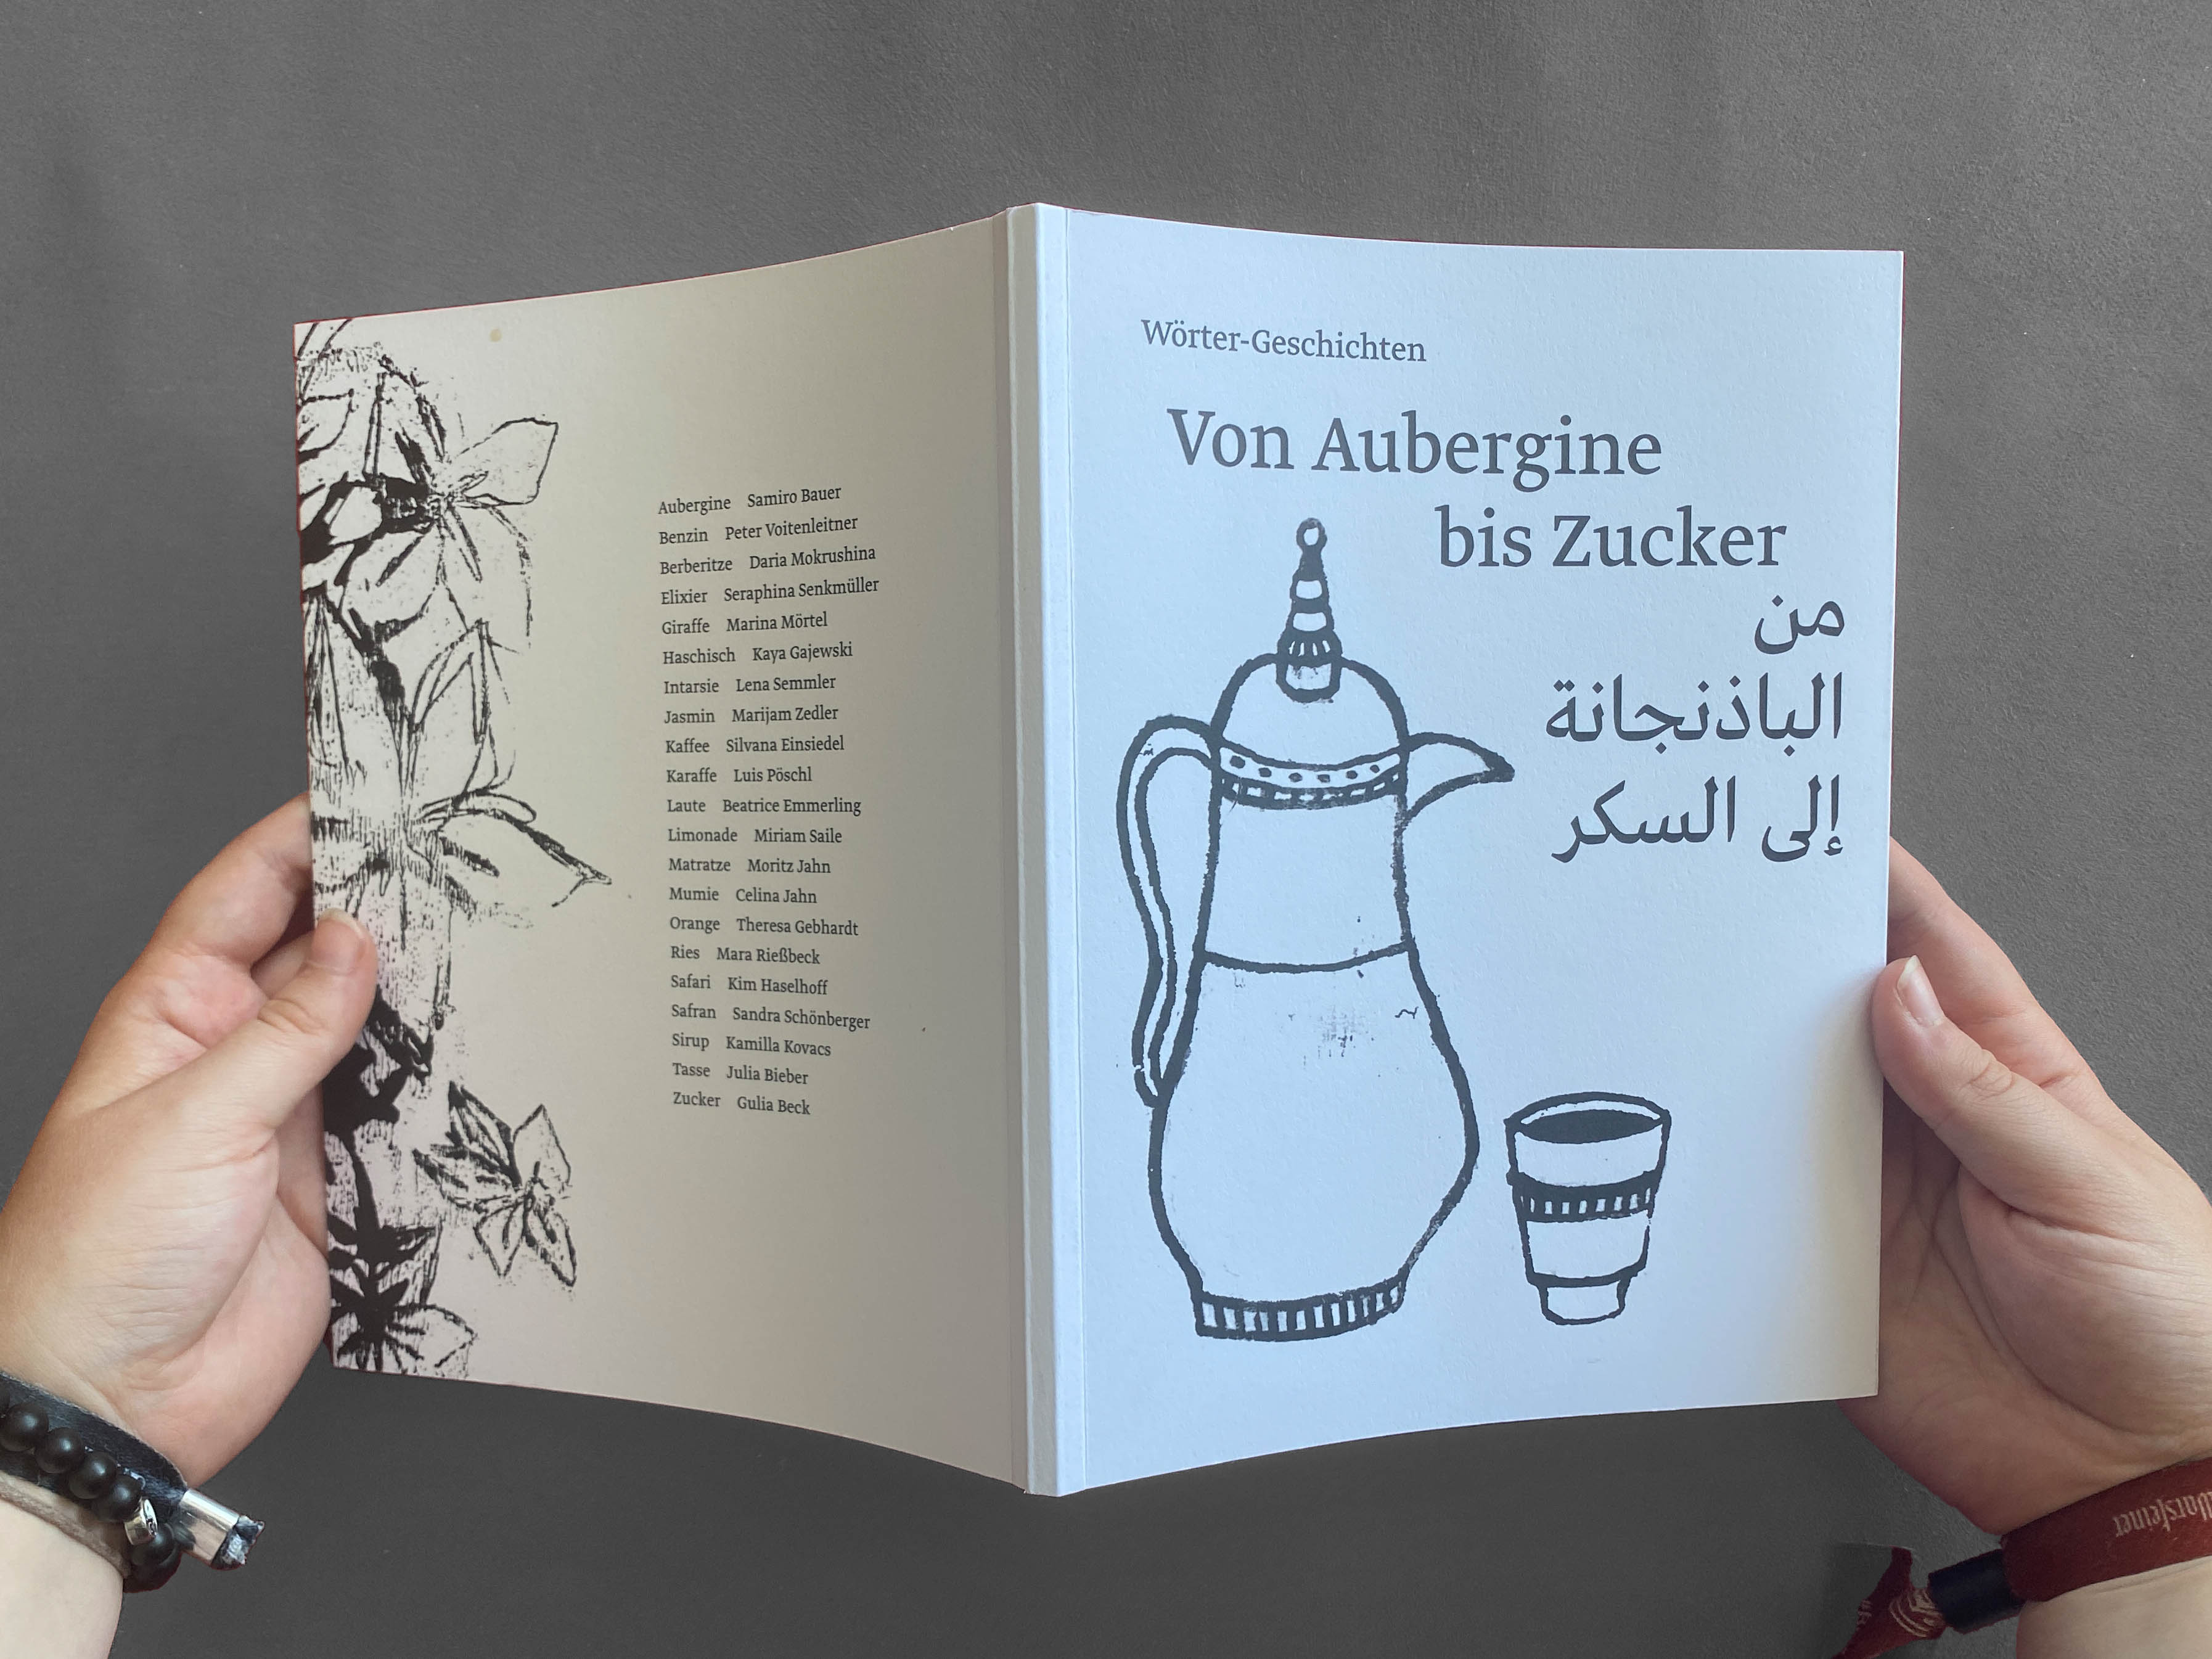 Wörter-Geschichten
Von Aubergine
bis Zucker
من
الباذنجانة
إلى السكر
Aubergine Samiro Bauer
Benzin Peter Voitenleitner
Berberitze Daria Mokrushina
Elixier Seraphina Senkmüller
Giraffe Marina Mörtel
Haschisch Kaya Gajewski
Intarsie Lena Semmler
Jasmin Marijam Zedler
Kaffee Silvana Einsiedel
Karaffe Luis Pöschl
Laute Beatrice Emmerling
Limonade Miriam Saile
Matratze Moritz Jahn
Mumie Celina Jahn
Orange Theresa Gebhardt
Ries Mara Rießbeck
Safari Kim Haselhoff
Safran Sandra Schönberger
Sirup Kamilla Kovacs
Tasse Julia Bieber
Zucker Gulia Beck
Warsteiner